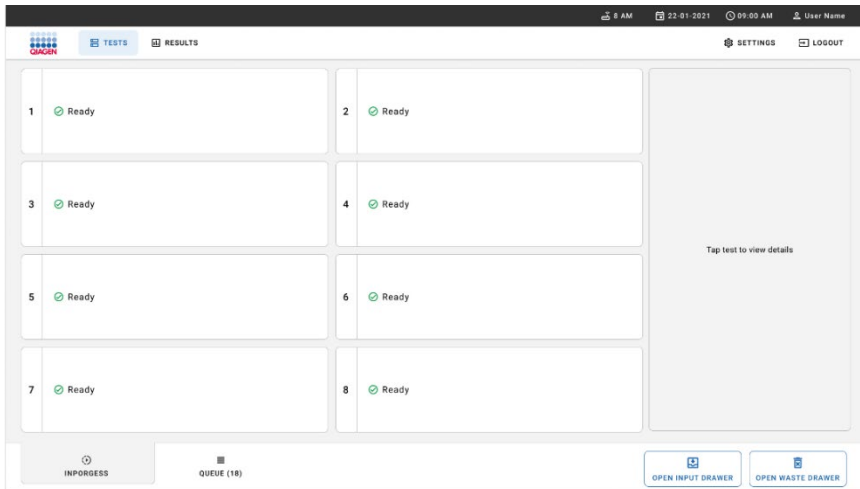 8 AM 22-01-2021 09:00 AM User Name
QIAGEN TESTS RESULTS SETTINGS LOGOUT
1 Ready 2 Ready
3 Ready 4 Ready
Tap test to view details
5 Ready 6 Ready
7 Ready 8 Ready
INPORGESS QUEUE (18) OPEN INPUT DRAWER OPEN WASTE DRAWER